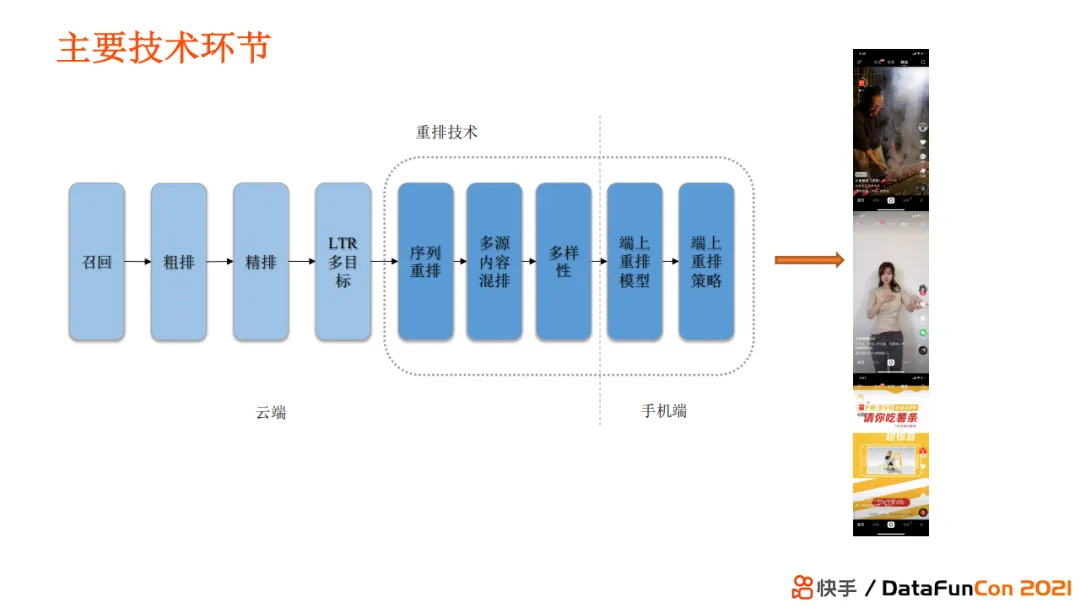 主要技术环节
重排技术
召回
粗排
精排
LTR
多目
标
序列
重排
多源
内容
混排
多样
性
端上
重排
模型
端上
重排
策略
云端
手机端
请你吃薯条
快手 / DataFunCon 2021